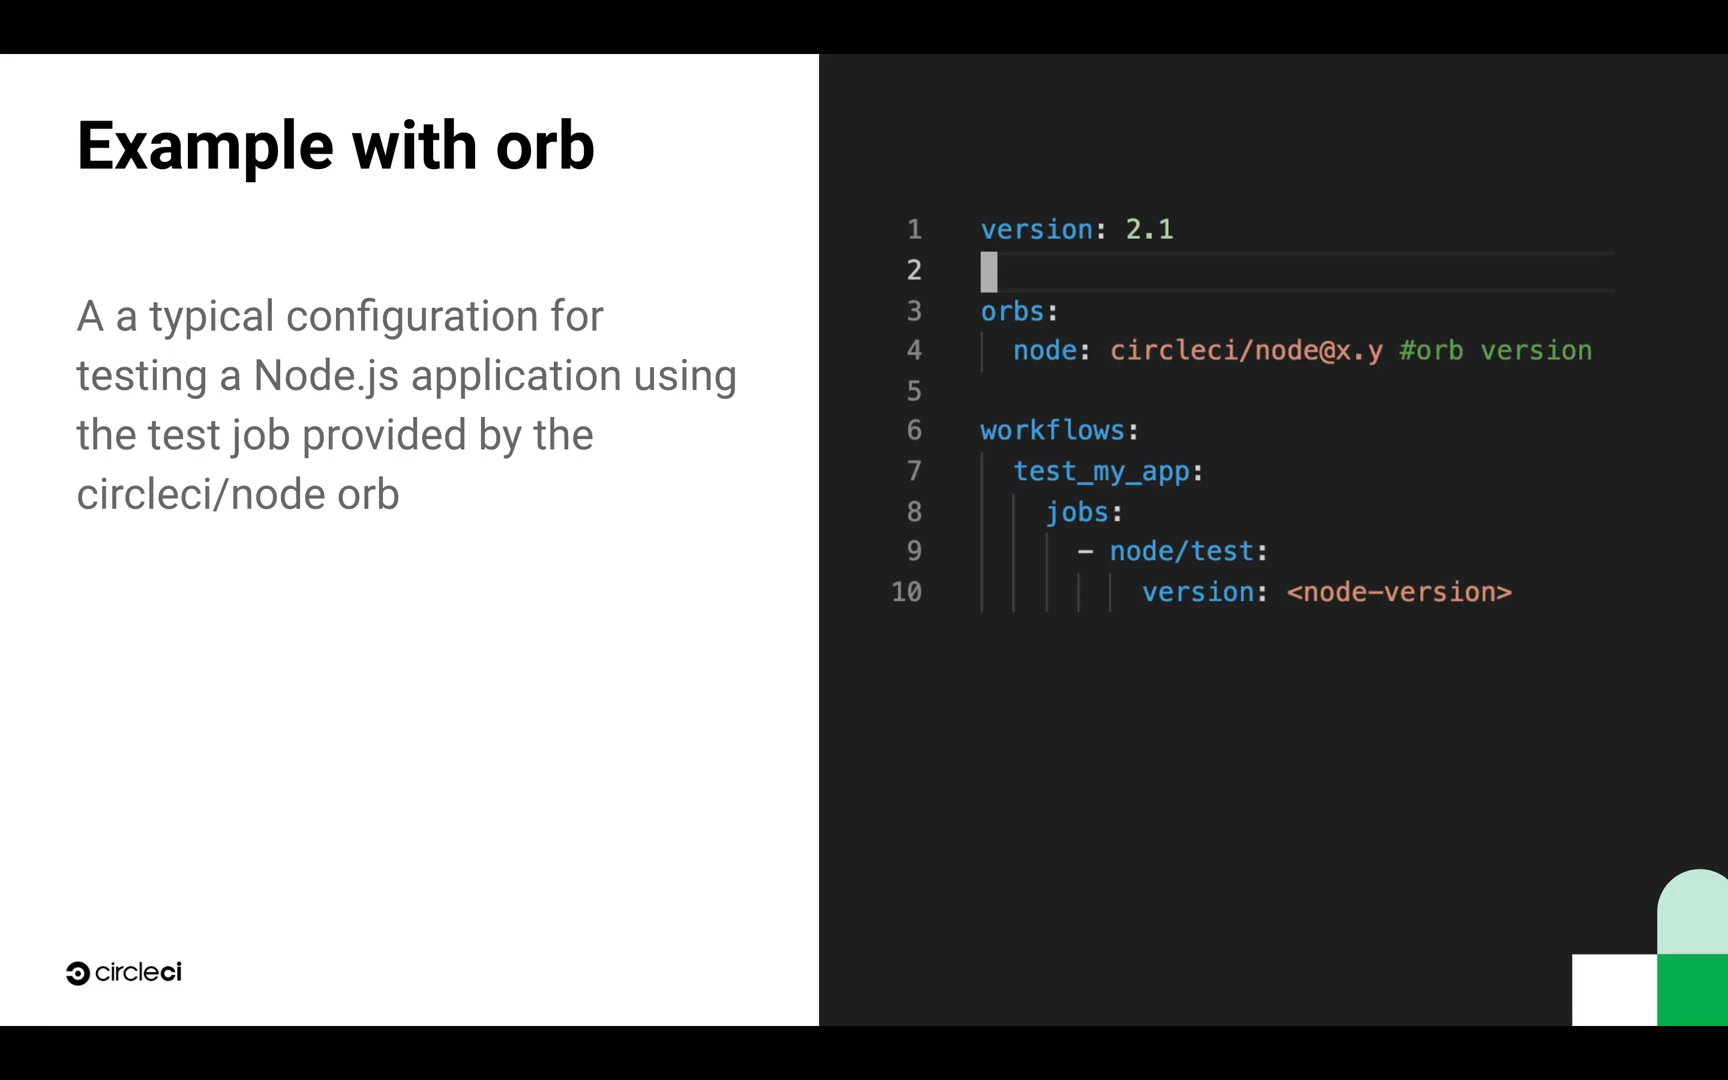 Example with orb
A a typical configuration for
testing a Node.js application using
the test job provided by the
circleci/node orb
1 version: 2.1
2
3 orbs:
4 node: circleci/node@x.y #orb version
5
6 workflows:
7 test_my_app:
8 jobs:
9 - node/test:
10 version: <node-version>
circleci